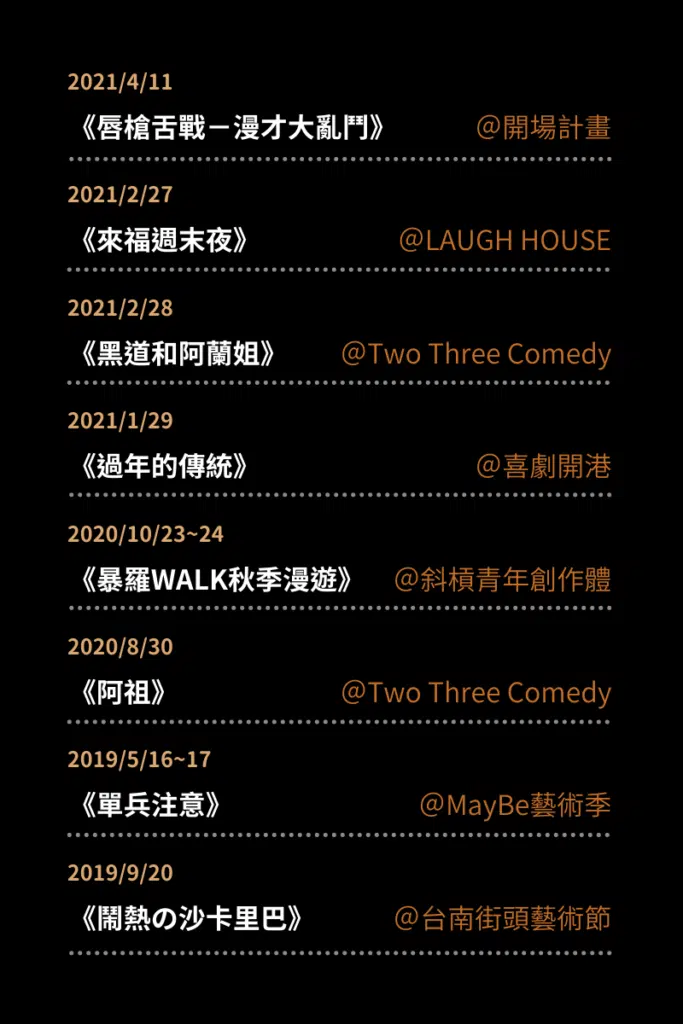 2021/4/11
《唇槍舌戰－漫才大亂鬥》 @開場計畫
2021/2/27
《來福週末夜》 @LAUGH HOUSE
2021/2/28
《黑道和阿蘭姐》 @Two Three Comedy
2021/1/29
《過年的傳統》 @喜劇開港
2020/10/23~24
《暴羅WALK秋季漫遊》 @斜槓青年創作體
2020/8/30
《阿祖》 @Two Three Comedy
2019/5/16~17
《單兵注意》 @MayBe藝術季
2019/9/20
《鬧熱の沙卡里巴》 @台南街頭藝術節